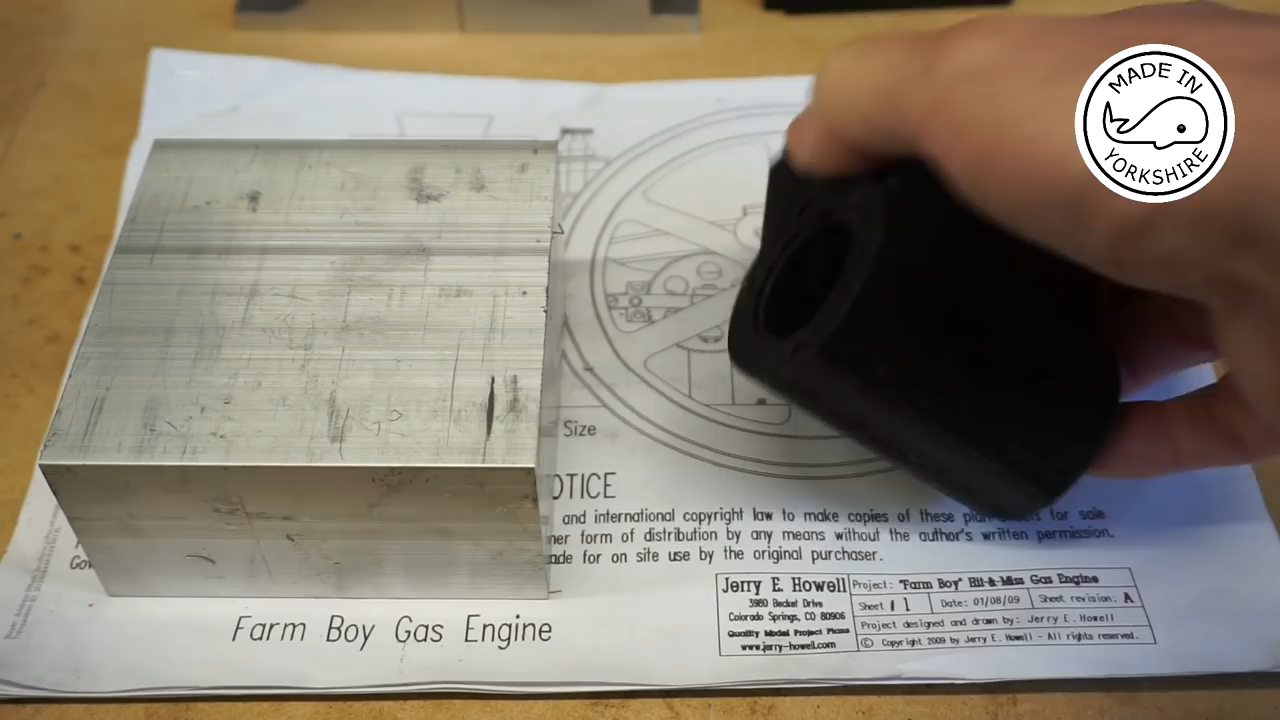 MADE IN
YORKSHIRE
Size
OTICE
and international copyright law to make copies of these for sale
ner form of distribution by any means without the author's written permission.
ade for on site use by the original purchaser.
Farm Boy Gas Engine
Jerry E. Howell
3980 Becket Drive
Colorado Springs, CO 80906
Quality Model Project Plans
www.jerry-howell.com
Project: "Farm Boy" Hit-&-Miss Gas Engine
Sheet # 1 Date: 01/08/09 Sheet revision: A
Project designed and drawn by: Jerry E. Howell
© Copyright 2009 by Jerry E. Howell - All rights reserved.